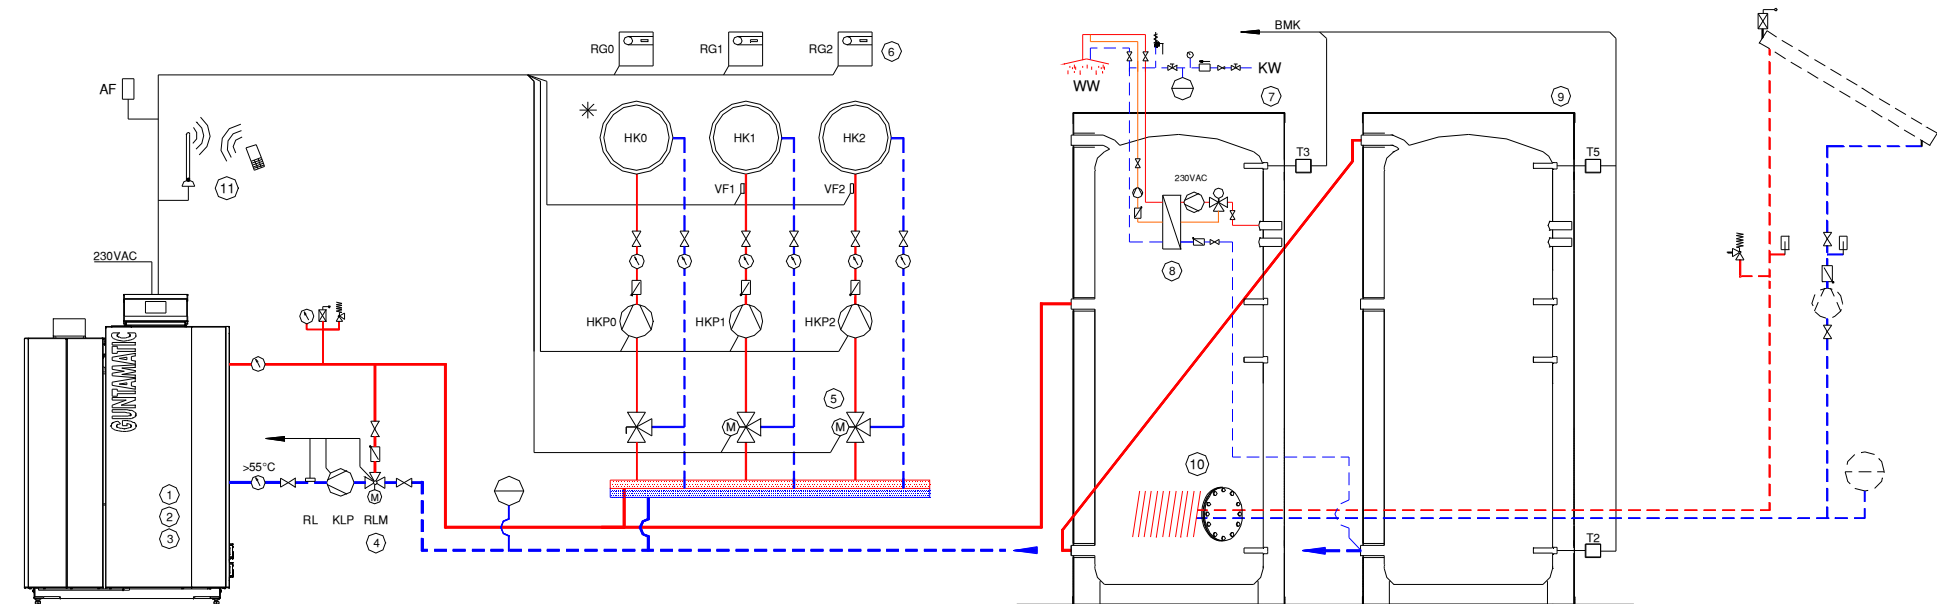 BMK
RG0
RG1
RG2
6
KW
WW
AF
7
9
HK0
HK1
HK2
T3
T5
11
VF1
VF2
230VAC
230VAC
8
HKP0
HKP1
HKP2
GUNTAMATIC
5
M
M
>55°C
10
1
M
2
RL
KLP
RLM
3
4
T2